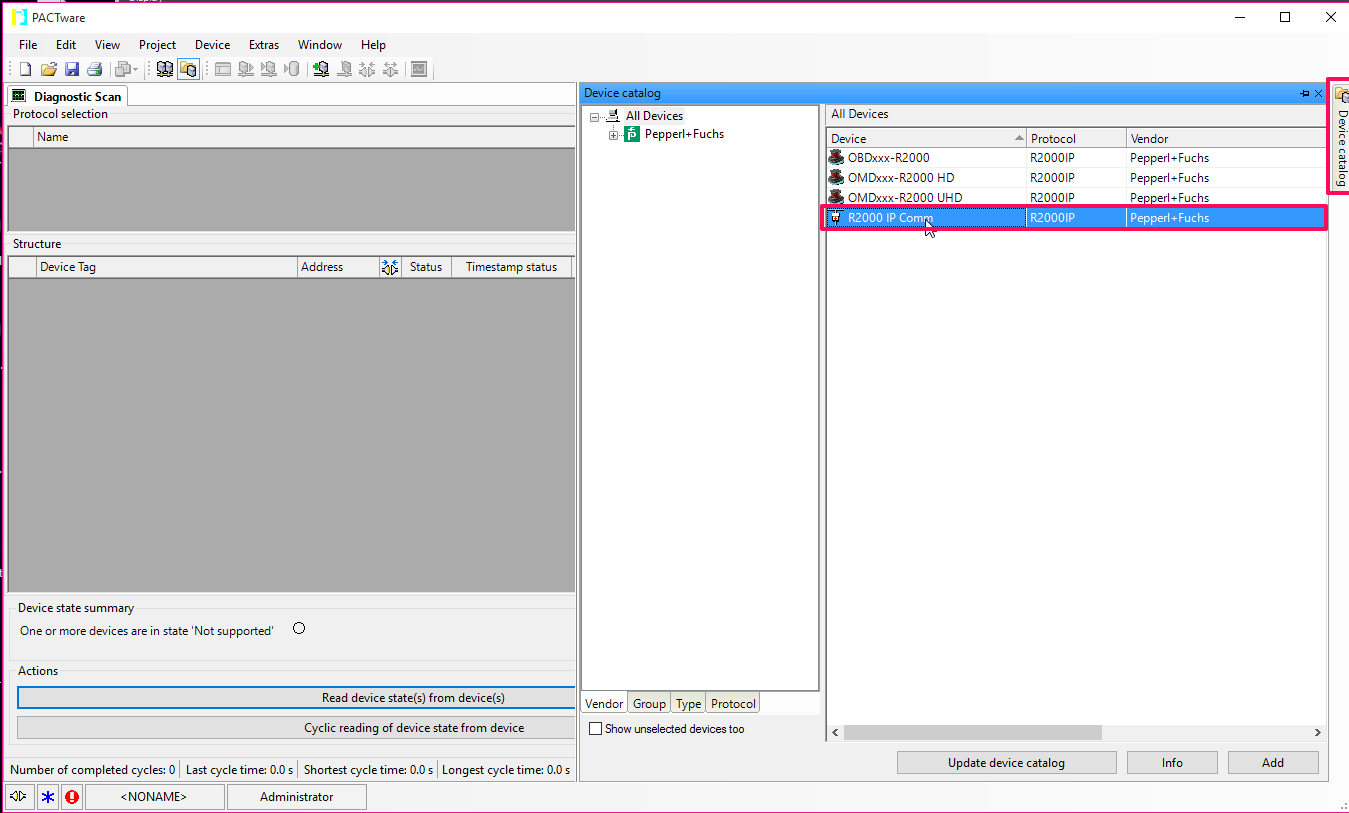 PACTware
File Edit View Project Device Extras Window Help
Diagnostic Scan
Protocol selection
Name
Structure
Device Tag Address Status Timestamp status
Device state summary
One or more devices are in state 'Not supported'
Actions
Read device state(s) from device(s)
Cyclic reading of device state from device
Number of completed cycles: 0 Last cycle time: 0.0 s Shortest cycle time: 0.0 s Longest cycle time: 0.0 s
<NONAME> Administrator
Device catalog
All Devices
Pepperl+Fuchs
Vendor Group Type Protocol
Show unselected devices too
All Devices
Device Protocol Vendor
OBDxxx-R2000 R2000IP Pepperl+Fuchs
OMDxxx-R2000 HD R2000IP Pepperl+Fuchs
OMDxxx-R2000 UHD R2000IP Pepperl+Fuchs
R2000 IP Comm R2000IP Pepperl+Fuchs
Update device catalog Info Add
Device catalog